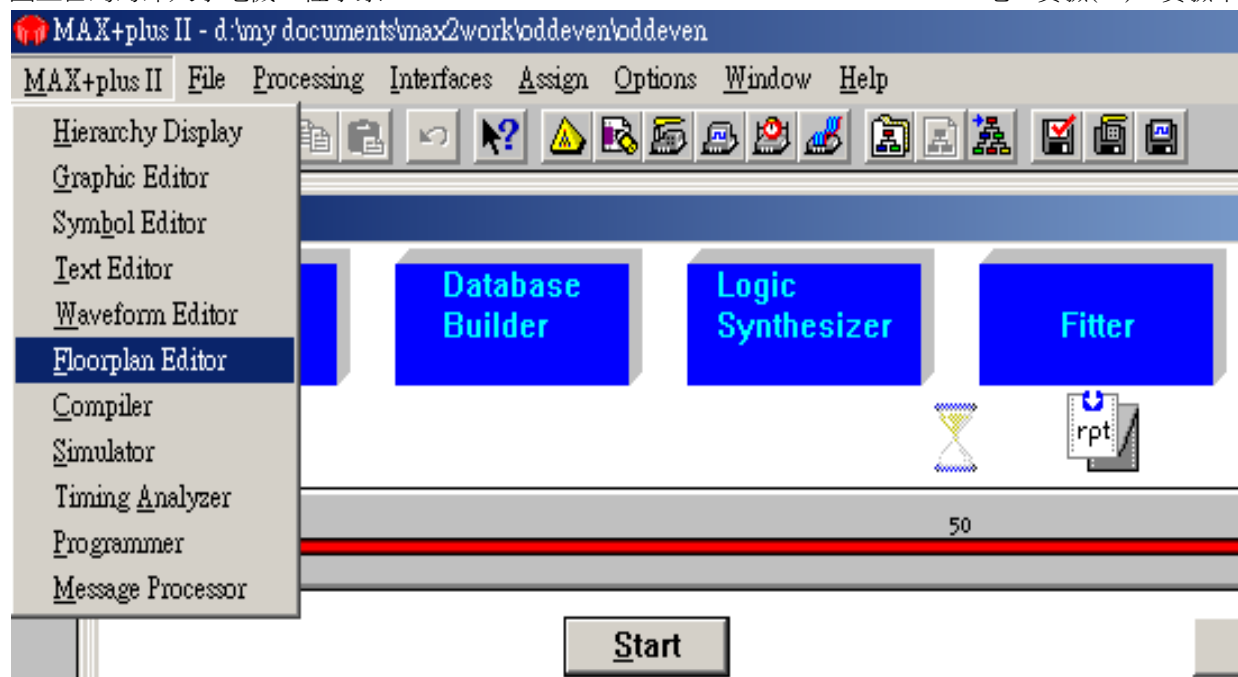 MAX+plus II - d:\my documents\max2work\oddeven\oddeven
MAX+plus II File Processing Interfaces Assign Options Window Help
Hierarchy Display
Graphic Editor
Symbol Editor
Text Editor
Waveform Editor
Floorplan Editor
Compiler
Simulator
Timing Analyzer
Programmer
Message Processor
Database
Builder
Logic
Synthesizer
Fitter
rpt
50
Start